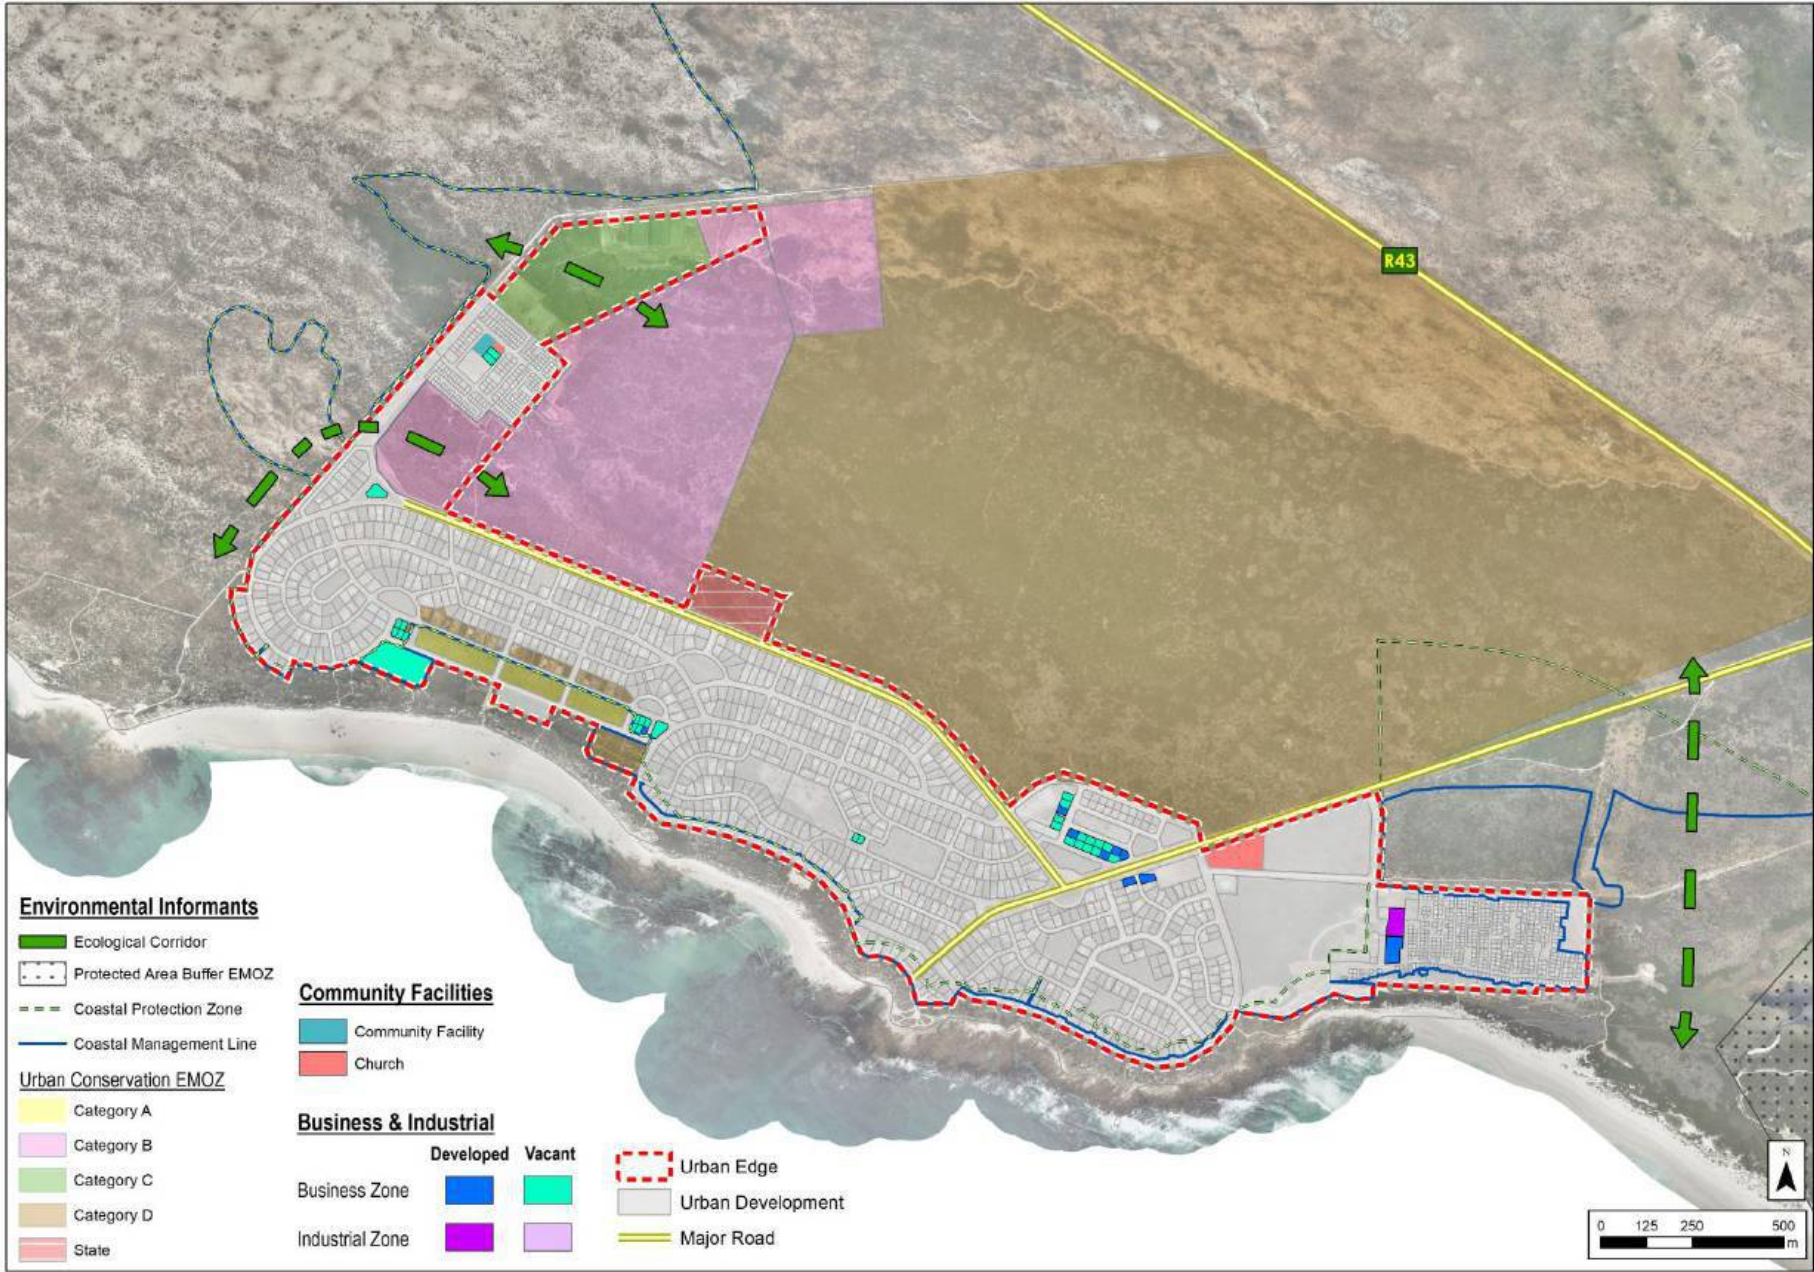 R43
Environmental Informants
Ecological Corridor
Protected Area Buffer EMOZ
Coastal Protection Zone
Coastal Management Line
Urban Conservation EMOZ
Category A
Category B
Category C
Category D
State
Community Facilities
Community Facility
Church
Business & Industrial
Developed Vacant
Business Zone
Industrial Zone
Urban Edge
Urban Development
Major Road
N
0 125 250 500
m